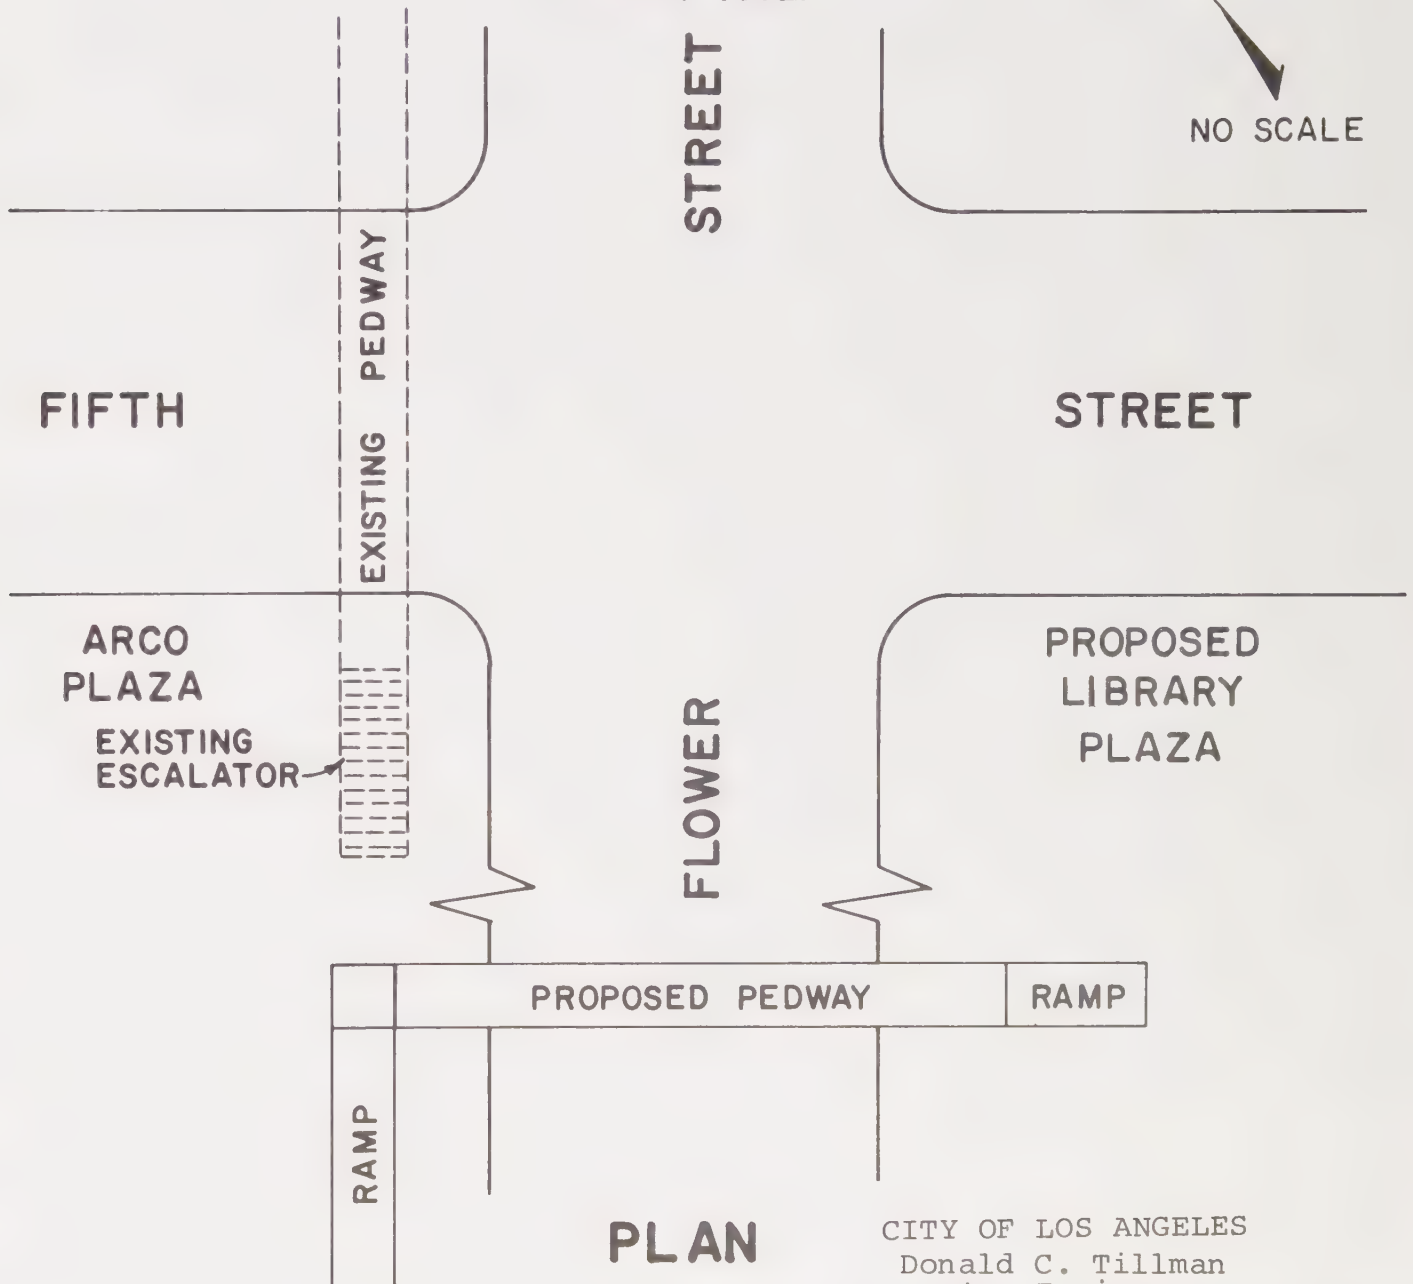 NO SCALE
STREET
EXISTING PEDWAY
FIFTH
STREET
ARCO
PLAZA
EXISTING
ESCALATOR
PROPOSED
LIBRARY
PLAZA
FLOWER
PROPOSED PEDWAY
RAMP
RAMP
PLAN
CITY OF LOS ANGELES
Donald C. Tillman